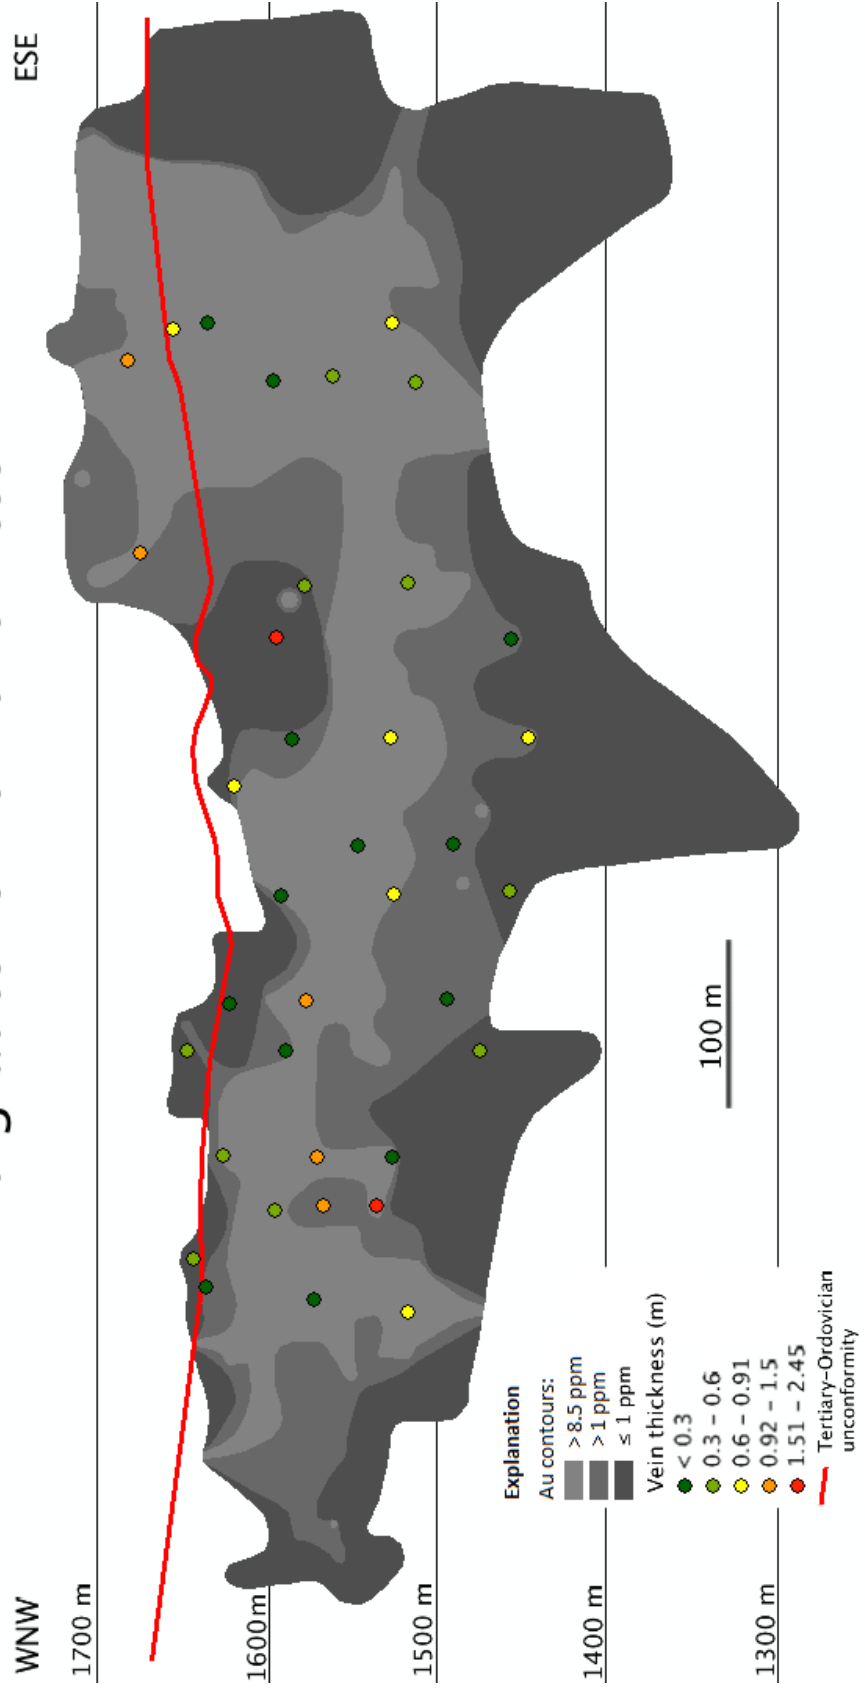 WNW
ESE
1700 m
1600m
1500 m
1400 m
1300 m
100 m
Explanation
Au contours:
> 8.5 ppm
> 1 ppm
≤ 1 ppm
Vein thickness (m)
< 0.3
0.3 – 0.6
0.6 – 0.91
0.92 – 1.5
1.51 – 2.45
Tertiary–Ordovician
unconformity